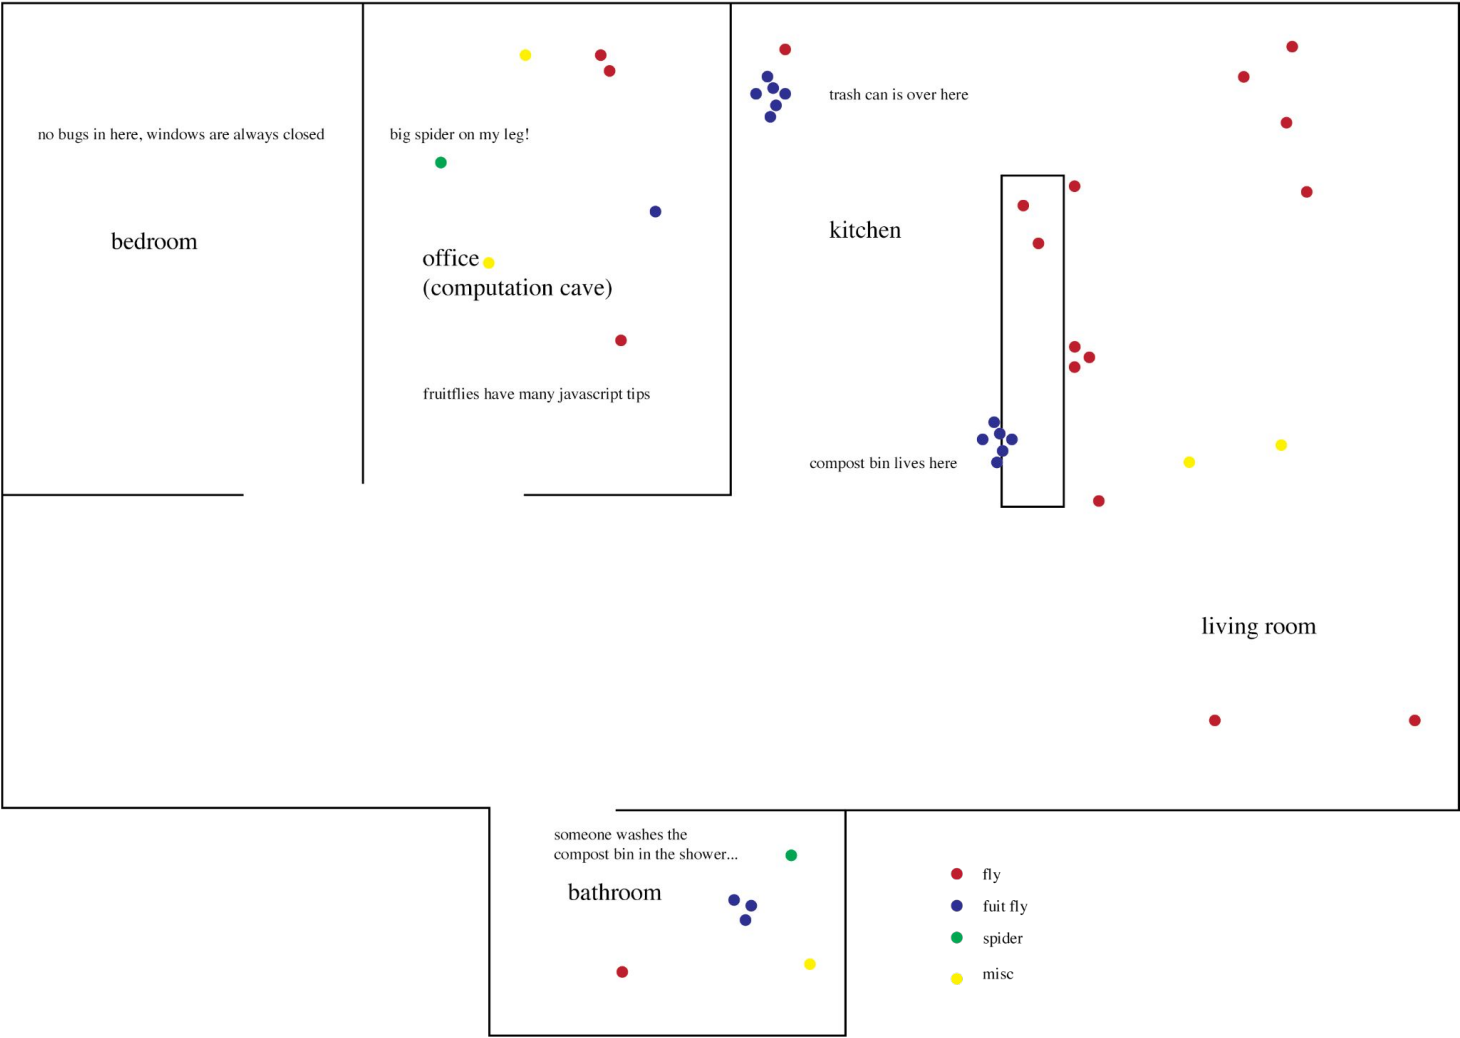 trash can is over here
no bugs in here, windows are always closed
big spider on my leg!
bedroom
office
(computation cave)
kitchen
fruitflies have many javascript tips
compost bin lives here
living room
someone washes the
compost bin in the shower...
bathroom
fly
fuit fly
spider
misc